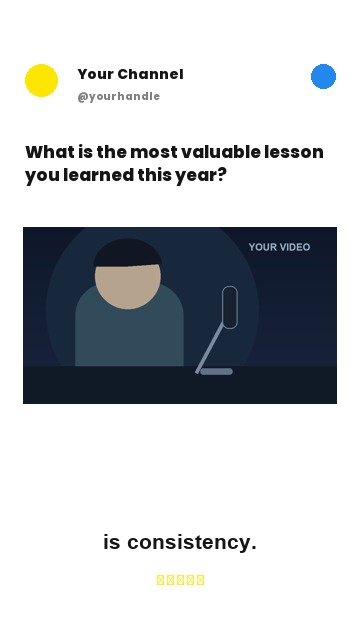 Your Channel
@yourhandle
What is the most valuable lesson
you learned this year?
YOUR VIDEO
is consistency.